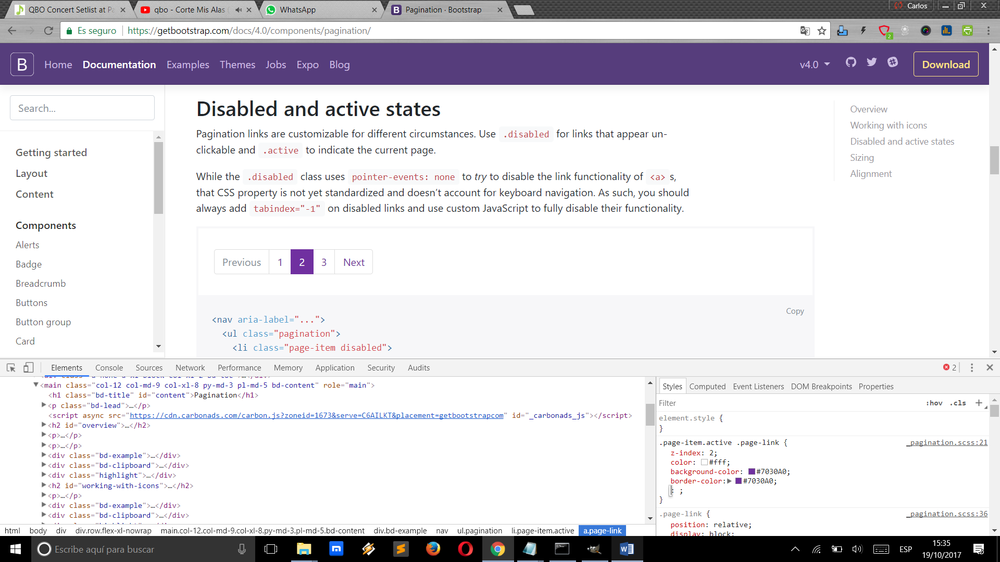 QBO Concert Setlist at Pa
qbo - Corte Mis Alas
WhatsApp
Pagination · Bootstrap
Carlos
Es seguro
https://getbootstrap.com/docs/4.0/components/pagination/
2
B
Home
Documentation
Examples
Themes
Jobs
Expo
Blog
v4.0
Download
Search...
Getting started
Layout
Content
Components
Alerts
Badge
Breadcrumb
Buttons
Button group
Card
Disabled and active states
Pagination links are customizable for different circumstances. Use .disabled for links that appear un-
clickable and .active to indicate the current page.
While the .disabled class uses pointer-events: none to try to disable the link functionality of <a> s,
that CSS property is not yet standardized and doesn’t account for keyboard navigation. As such, you should
always add tabindex="-1" on disabled links and use custom JavaScript to fully disable their functionality.
Previous 1 2 3 Next
Copy
<nav aria-label="...">
<ul class="pagination">
<li class="page-item disabled">
Overview
Working with icons
Disabled and active states
Sizing
Alignment
Elements Console Sources Network Performance Memory Application Security Audits
2
<main class="col-12 col-md-9 col-xl-8 py-md-3 pl-md-5 bd-content" role="main">
<h1 class="bd-title" id="content">Pagination</h1>
<p class="bd-lead">…</p>
<script async src="https://cdn.carbonads.com/carbon.js?zoneid=1673&serve=C6AILKT&placement=getbootstrapcom" id="_carbonads_js"></script>
<h2 id="overview">…</h2>
<p>…</p>
<p>…</p>
<div class="bd-example">…</div>
<div class="bd-clipboard">…</div>
<div class="highlight">…</div>
<h2 id="working-with-icons">…</h2>
<p>…</p>
<div class="bd-example">…</div>
<div class="bd-clipboard">…</div>
html body div div.row.flex-xl-nowrap main.col-12.col-md-9.col-xl-8.py-md-3.pl-md-5.bd-content div.bd-example nav ul.pagination li.page-item.active a.page-link
Styles Computed Event Listeners DOM Breakpoints Properties
Filter
:hov .cls +
element.style {
}
.page-item.active .page-link {
_pagination.scss:21
z-index: 2;
color: #fff;
background-color: #7030A0;
border-color: #7030A0;
: ;
}
.page-link {
_pagination.scss:36
position: relative;
display: block;
Escribe aquí para buscar
ESP
15:35
19/10/2017